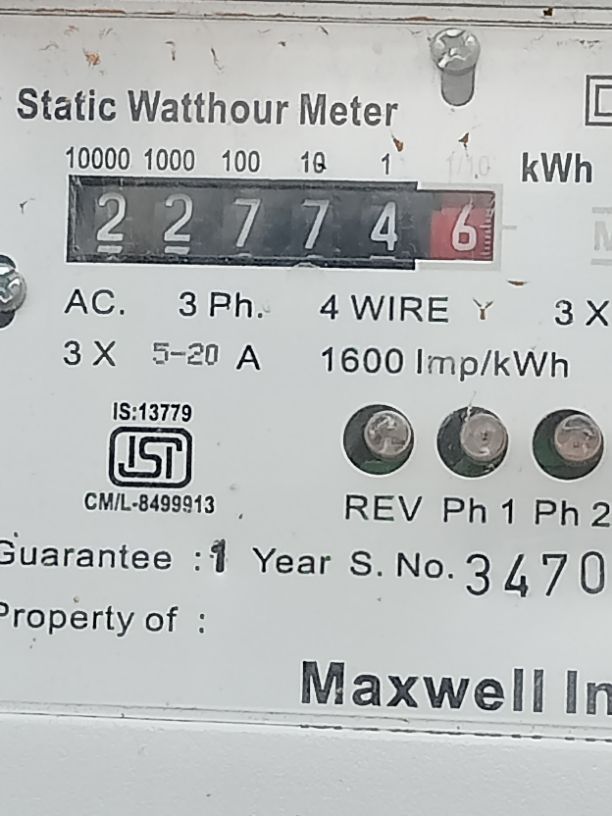 Static Watthour Meter
10000 1000 100 10 1 1/10 kWh
2 2 7 7 4 6
AC. 3 Ph. 4 WIRE Y 3 X
3 X 5-20 A 1600 Imp/kWh
IS:13779
ISI
CM/L-8499913
REV Ph 1 Ph 2
Guarantee : 1 Year S. No. 3470
Property of :
Maxwell In